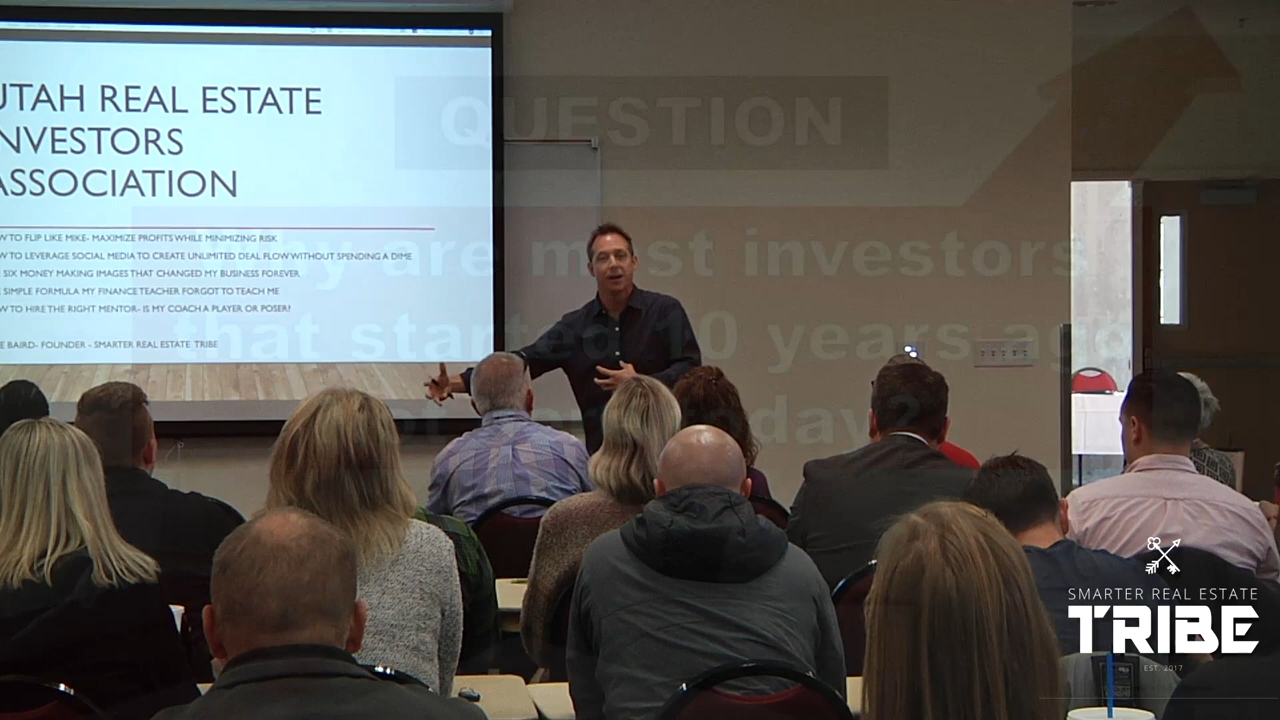 UTAH REAL ESTATE
INVESTORS
ASSOCIATION
W TO FLIP LIKE MIKE- MAXIMIZE PROFITS WHILE MINIMIZING RISK
W TO LEVERAGE SOCIAL MEDIA TO CREATE UNLIMITED DEAL FLOW WITHOUT SPENDING A DIME
SIX MONEY MAKING IMAGES THAT CHANGED MY BUSINESS FOREVER
SIMPLE FORMULA MY FINANCE TEACHER FORGOT TO TEACH ME
W TO HIRE THE RIGHT MENTOR- IS MY COACH A PLAYER OR POSER?
E BAIRD- FOUNDER - SMARTER REAL ESTATE TRIBE
QUESTION
Why are most investors
that started 10 years ago
today?
SMARTER REAL ESTATE
TRIBE
EST. 2017